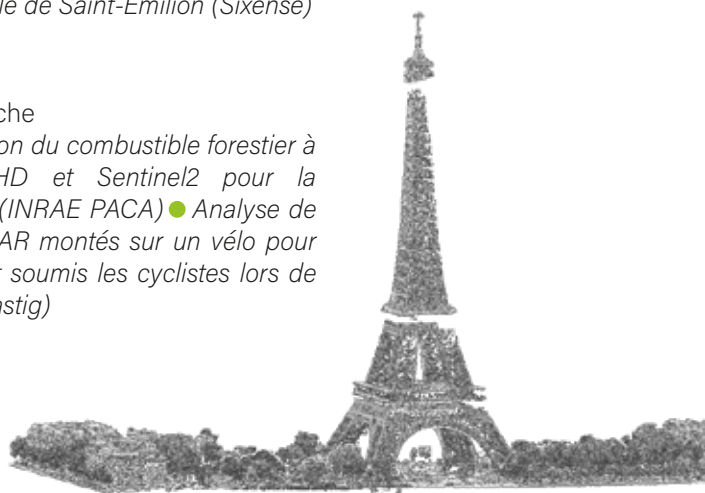 le de Saint-Emilion (Sixense)
che
on du combustible forestier à
HD et Sentinel2 pour la
(INRAE PACA) ● Analyse de
AR montés sur un vélo pour
soumis les cyclistes lors de
stig)